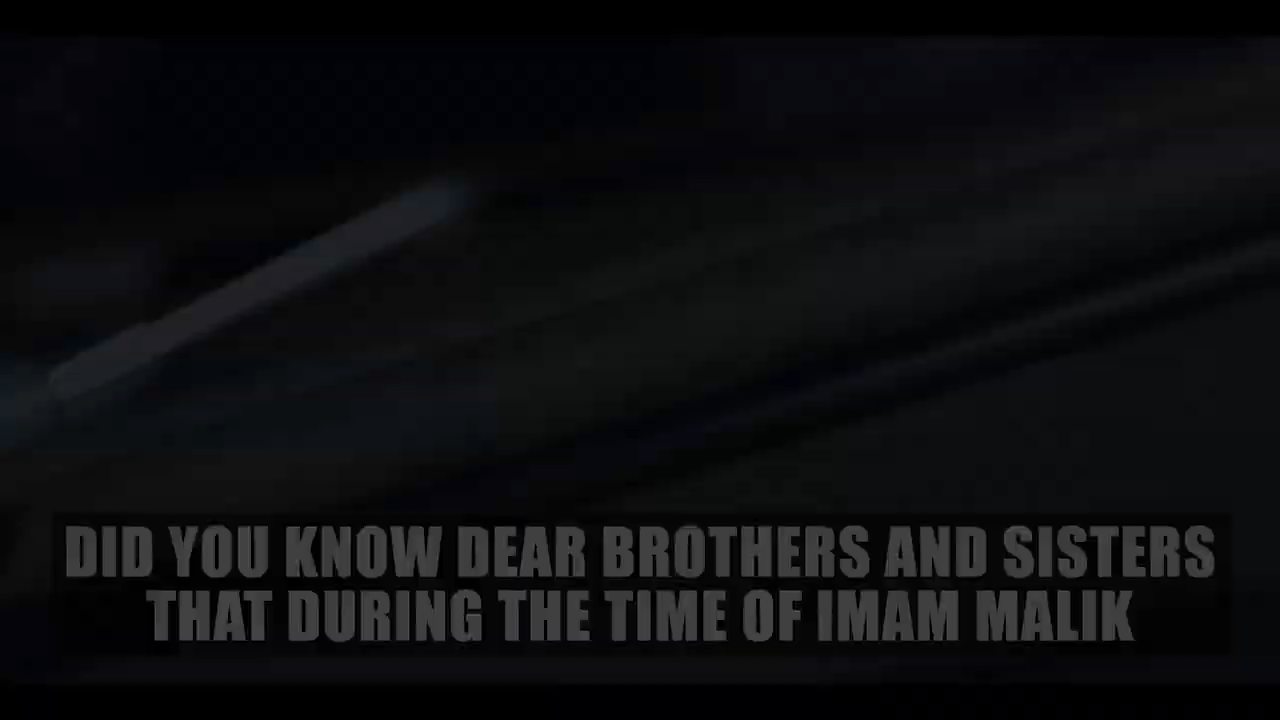 DID YOU KNOW DEAR BROTHERS AND SISTERS
THAT DURING THE TIME OF IMAM MALIK